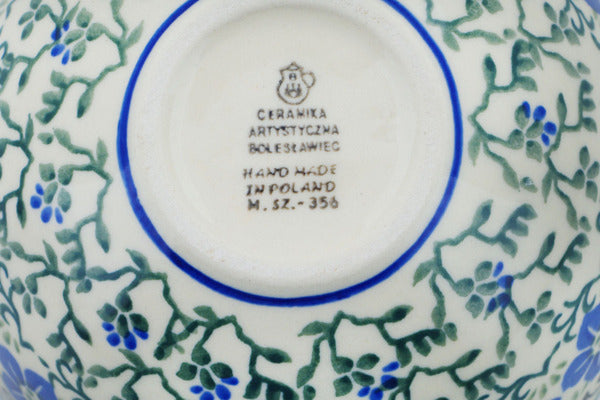 CERAMIKA
ARTYSTYCZNA
BOLESŁAWIEC
HAND MADE
IN POLAND
M. SZ.-356